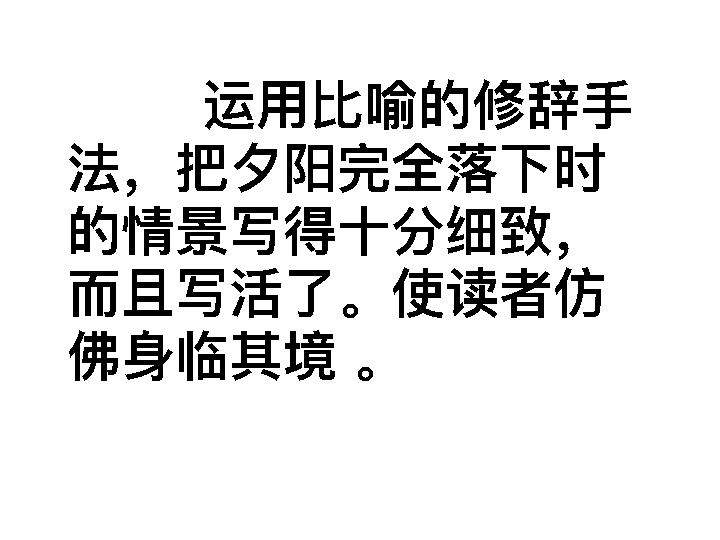 运用比喻的修辞手
法，把夕阳完全落下时
的情景写得十分细致，
而且写活了。使读者仿
佛身临其境 。